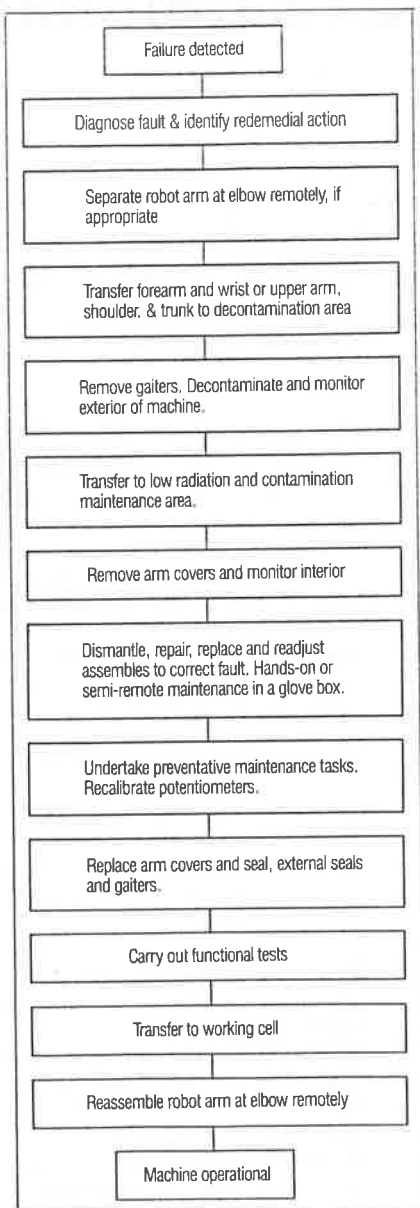 Failure detected
Diagnose fault & identify redemedial action
Separate robot arm at elbow remotely, if
appropriate
Transfer forearm and wrist or upper arm,
shoulder, & trunk to decontamination area
Remove gaiters. Decontaminate and monitor
exterior of machine.
Transfer to low radiation and contamination
maintenance area.
Remove arm covers and monitor interior
Dismantle, repair, replace and readjust
assembles to correct fault. Hands-on or
semi-remote maintenance in a glove box.
Undertake preventative maintenance tasks.
Recalibrate potentiometers.
Replace arm covers and seal, external seals
and gaiters.
Carry out functional tests
Transfer to working cell
Reassemble robot arm at elbow remotely
Machine operational